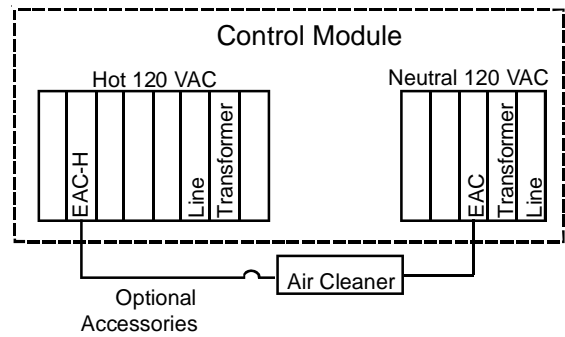 Control Module
Hot 120 VAC
Neutral 120 VAC
EAC-H
Line
Transformer
EAC
Transformer
Line
Air Cleaner
Optional
Accessories